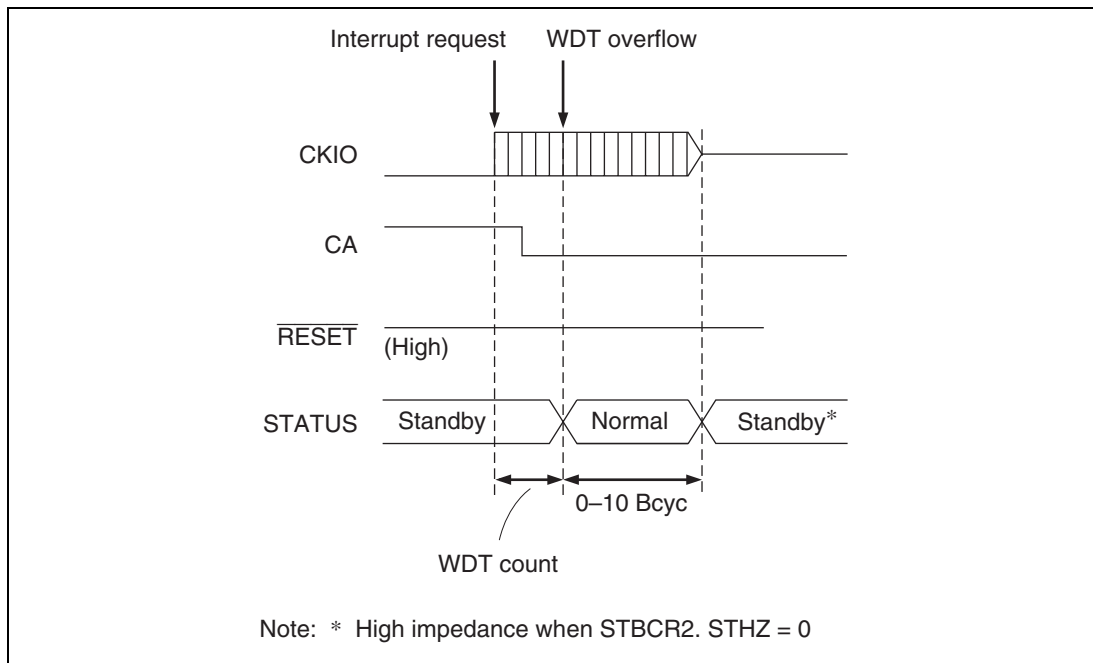 Interrupt request WDT overflow
CKIO
CA
RESET
(High)
STATUS Standby Normal Standby*
0–10 Bcyc
WDT count
Note: * High impedance when STBCR2. STHZ = 0